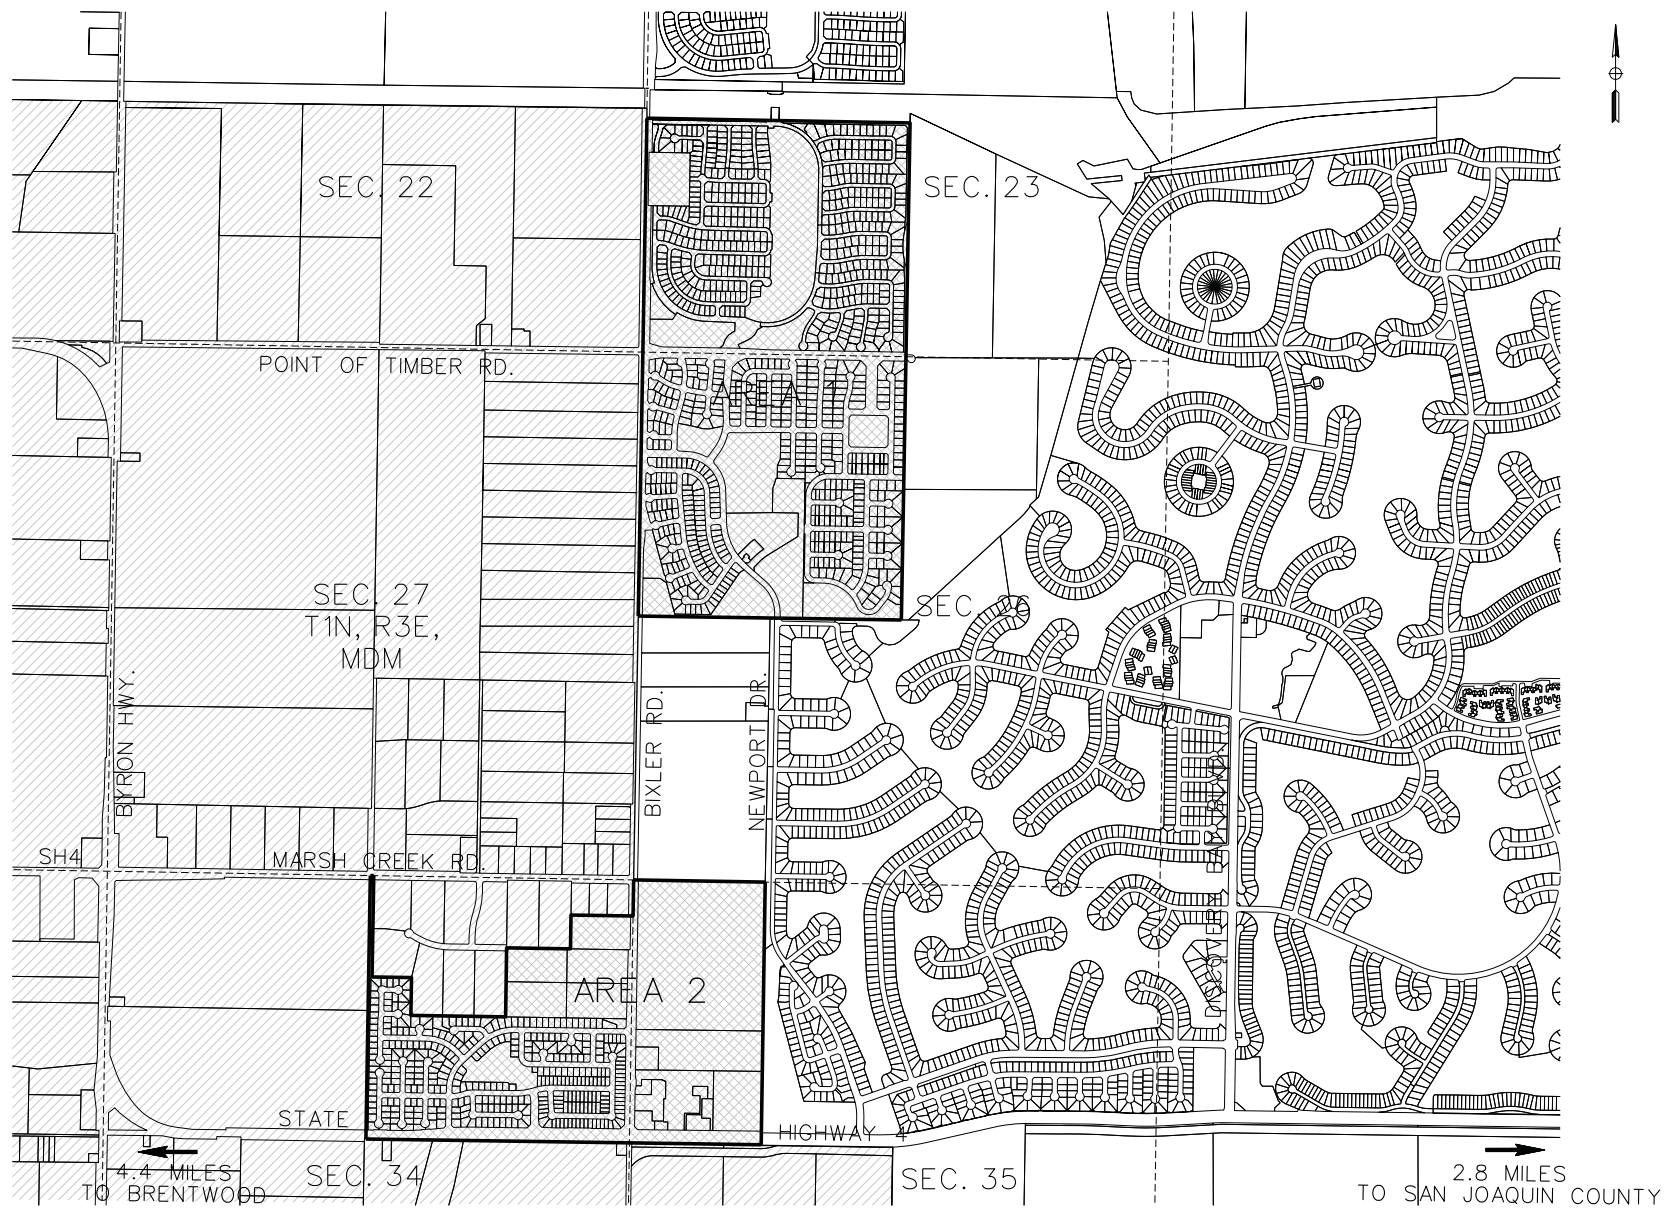 SEC. 22
SEC. 23
POINT OF TIMBER RD.
AREA 1
SEC. 27
T1N, R3E,
MDM
SEC. 26
BYRON HWY.
BIXLER RD.
NEWPORT DR.
DISCOVERY BAY BLVD.
SH4
MARSH CREEK RD.
AREA 2
STATE
HIGHWAY 4
4.4 MILES
TO BRENTWOOD
SEC. 34
SEC. 35
2.8 MILES
TO SAN JOAQUIN COUNTY